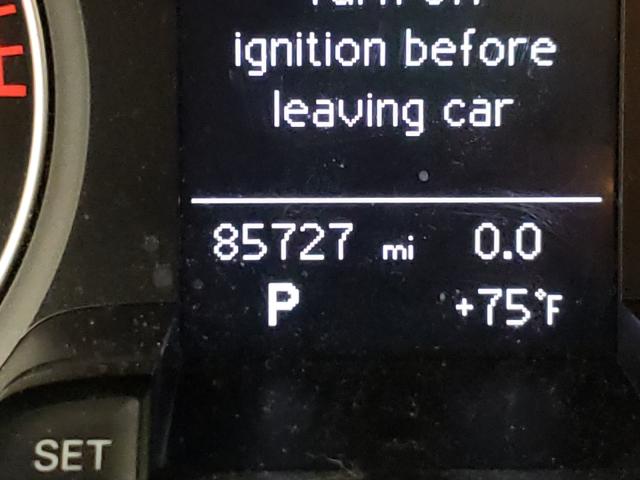 ignition before
leaving car
85727 mi 0.0
P +75°F
SET